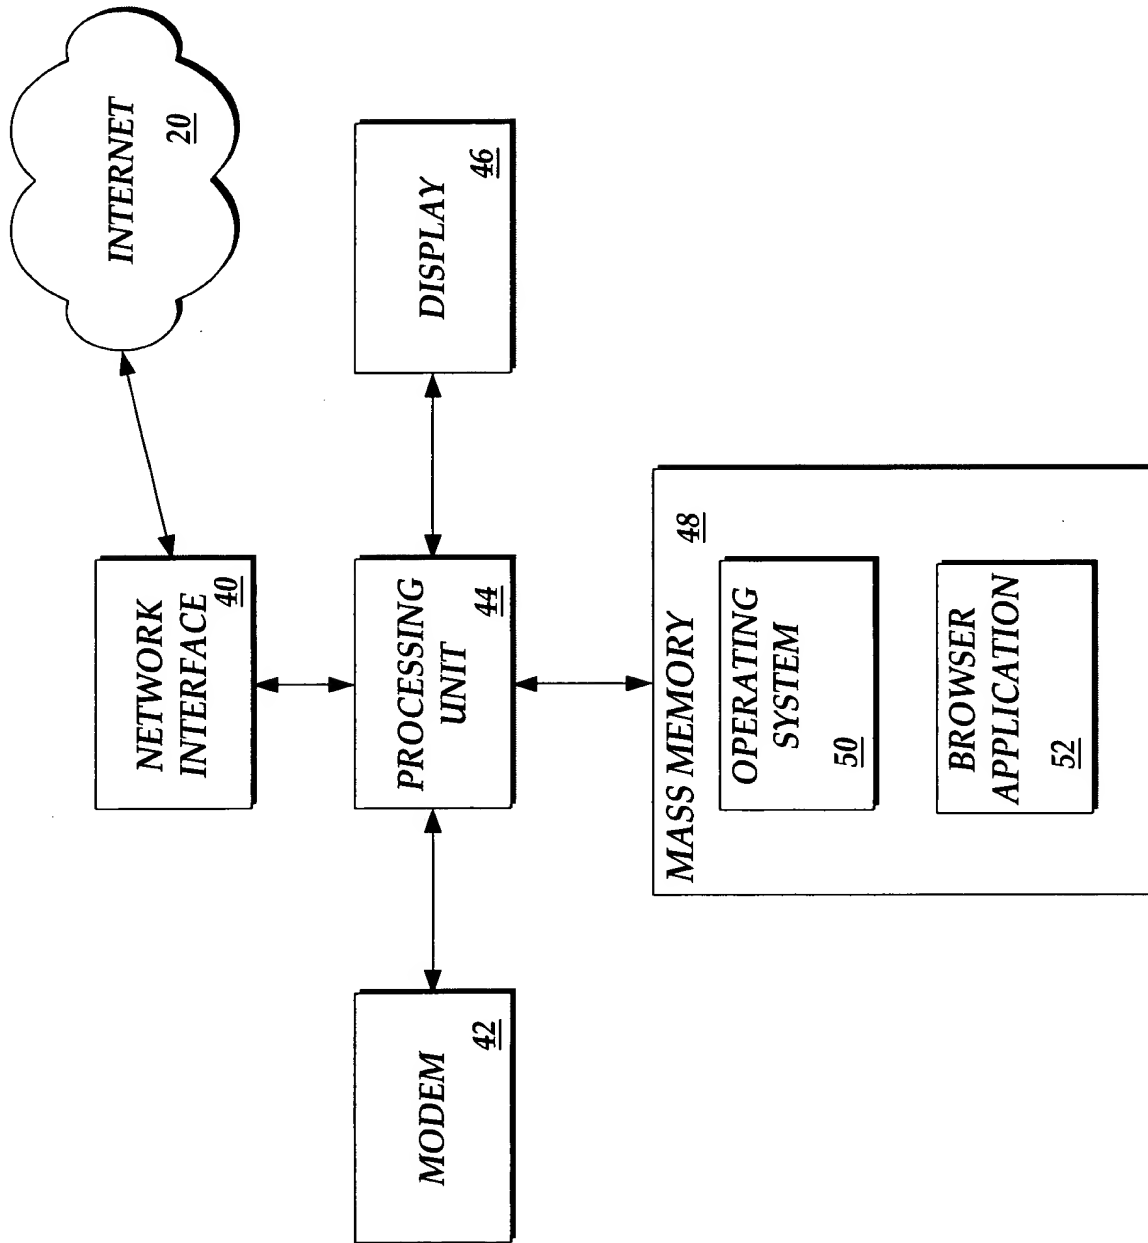 INTERNET
20
NETWORK
INTERFACE
40
MODEM
42
PROCESSING
UNIT
44
DISPLAY
46
MASS MEMORY
48
OPERATING
SYSTEM
50
BROWSER
APPLICATION
52